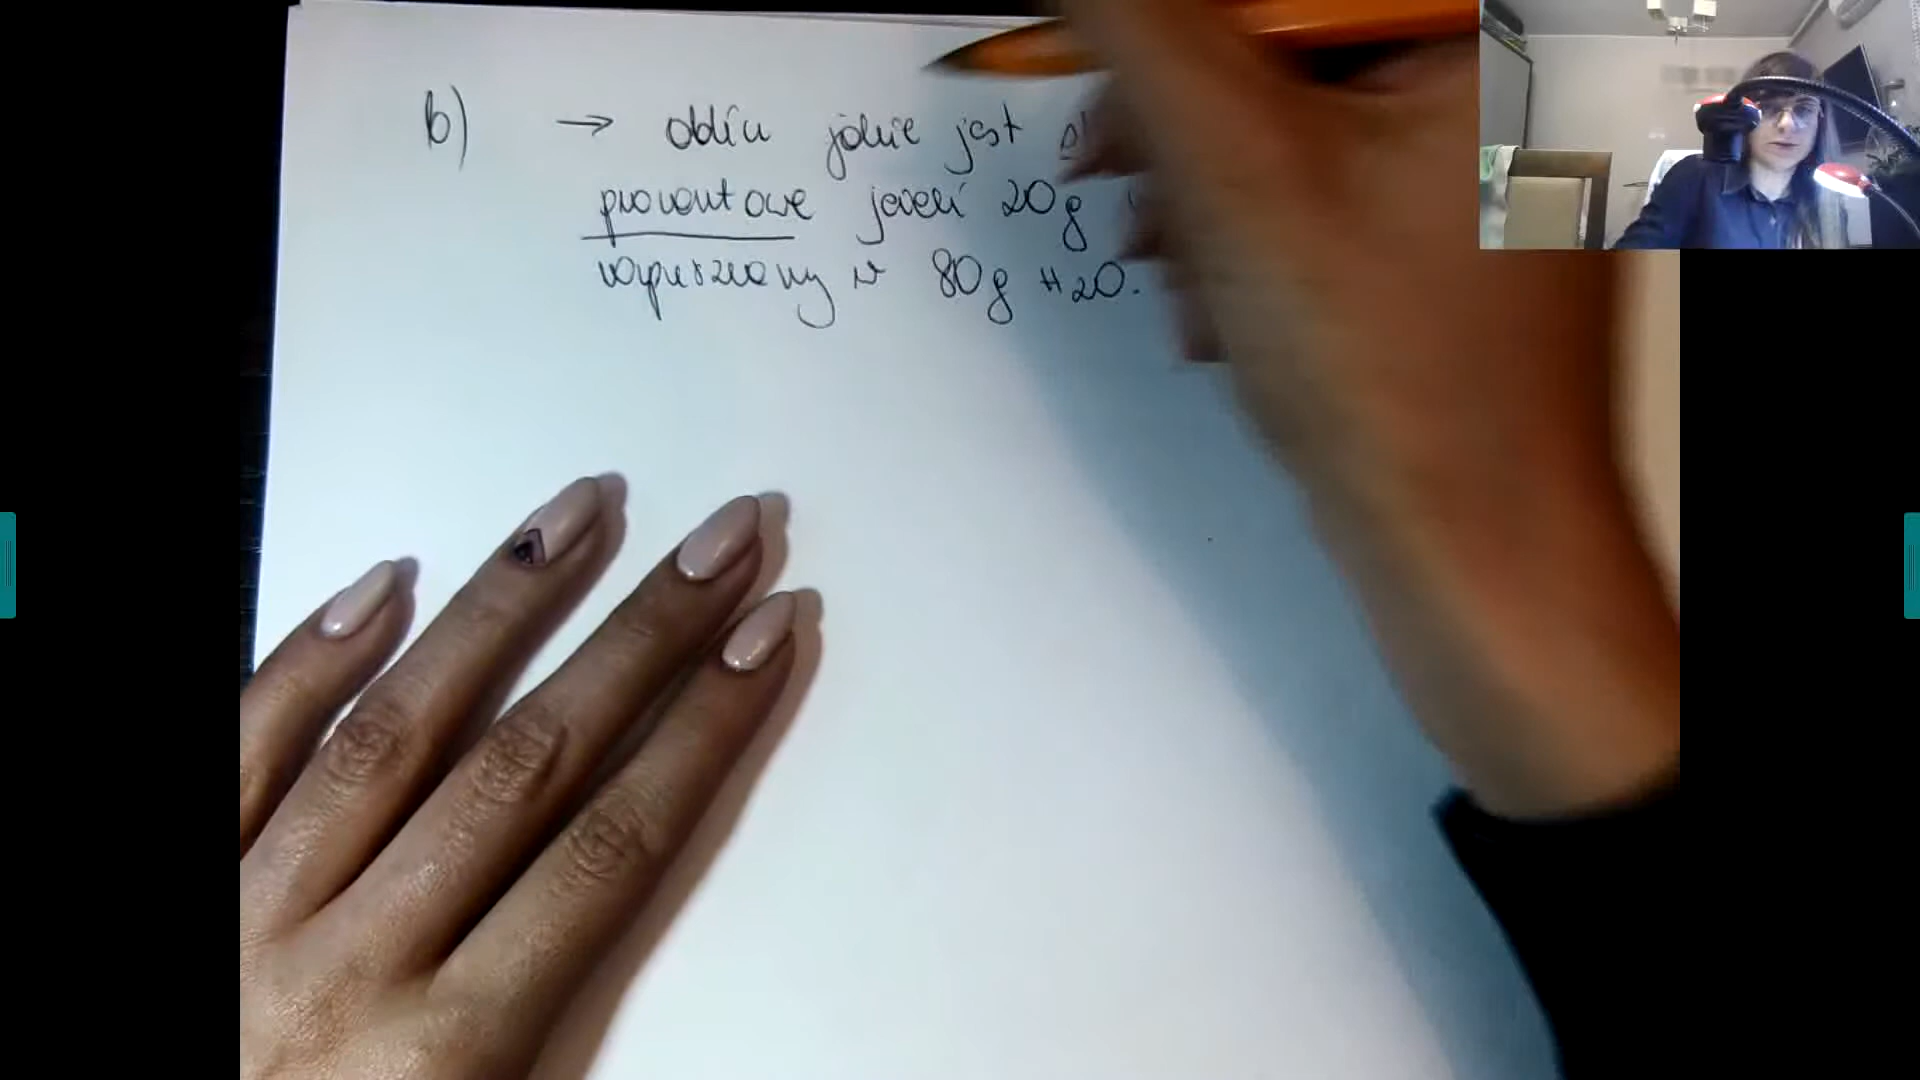 b) → oblicz jakie jest
procentowe jeżeli 20g
rozpuszczony w 80g H2O.